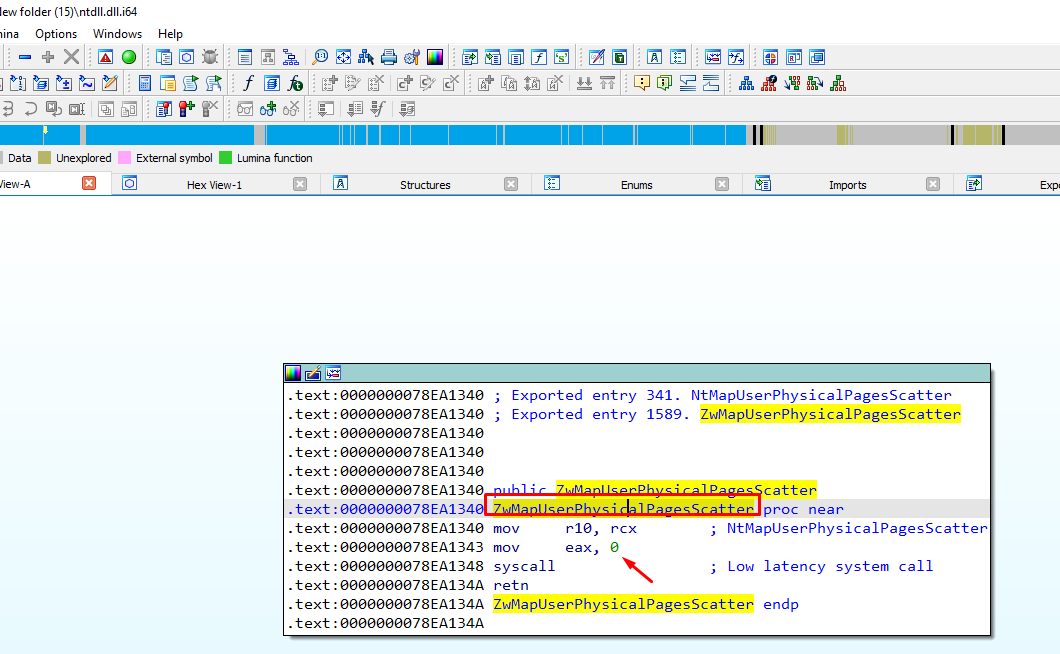 New folder (15)\ntdll.dll.i64
mina Options Windows Help
Data Unexplored External symbol Lumina function
View-A Hex View-1 Structures Enums Imports Expo
.text:0000000078EA1340 ; Exported entry 341. NtMapUserPhysicalPagesScatter
.text:0000000078EA1340 ; Exported entry 1589. ZwMapUserPhysicalPagesScatter
.text:0000000078EA1340
.text:0000000078EA1340
.text:0000000078EA1340
.text:0000000078EA1340 public ZwMapUserPhysicalPagesScatter
.text:0000000078EA1340 ZwMapUserPhysicalPagesScatter proc near
.text:0000000078EA1340 mov r10, rcx ; NtMapUserPhysicalPagesScatter
.text:0000000078EA1343 mov eax, 0
.text:0000000078EA1348 syscall ; Low latency system call
.text:0000000078EA134A retn
.text:0000000078EA134A ZwMapUserPhysicalPagesScatter endp
.text:0000000078EA134A